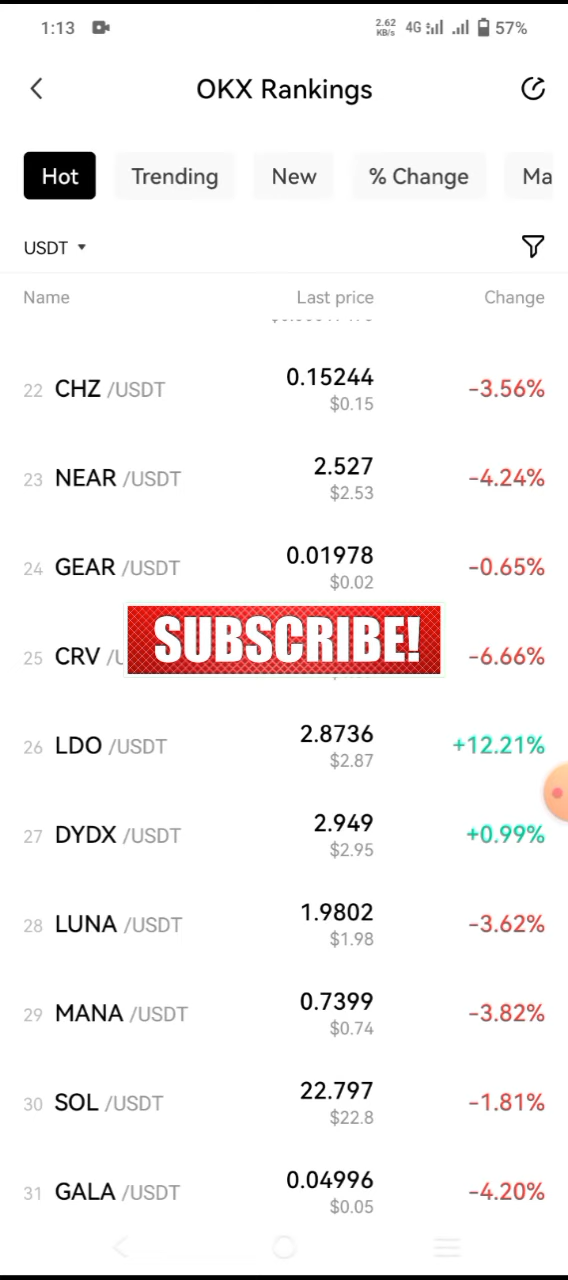 1:13 2.62 KB/s 4G 57%
OKX Rankings
Hot Trending New % Change Ma
USDT
Name Last price Change
22 CHZ /USDT 0.15244 -3.56%
$0.15
23 NEAR /USDT 2.527 -4.24%
$2.53
24 GEAR /USDT 0.01978 -0.65%
$0.02
SUBSCRIBE!
25 CRV /U -6.66%
26 LDO /USDT 2.8736 +12.21%
$2.87
27 DYDX /USDT 2.949 +0.99%
$2.95
28 LUNA /USDT 1.9802 -3.62%
$1.98
29 MANA /USDT 0.7399 -3.82%
$0.74
30 SOL /USDT 22.797 -1.81%
$22.8
31 GALA /USDT 0.04996 -4.20%
$0.05